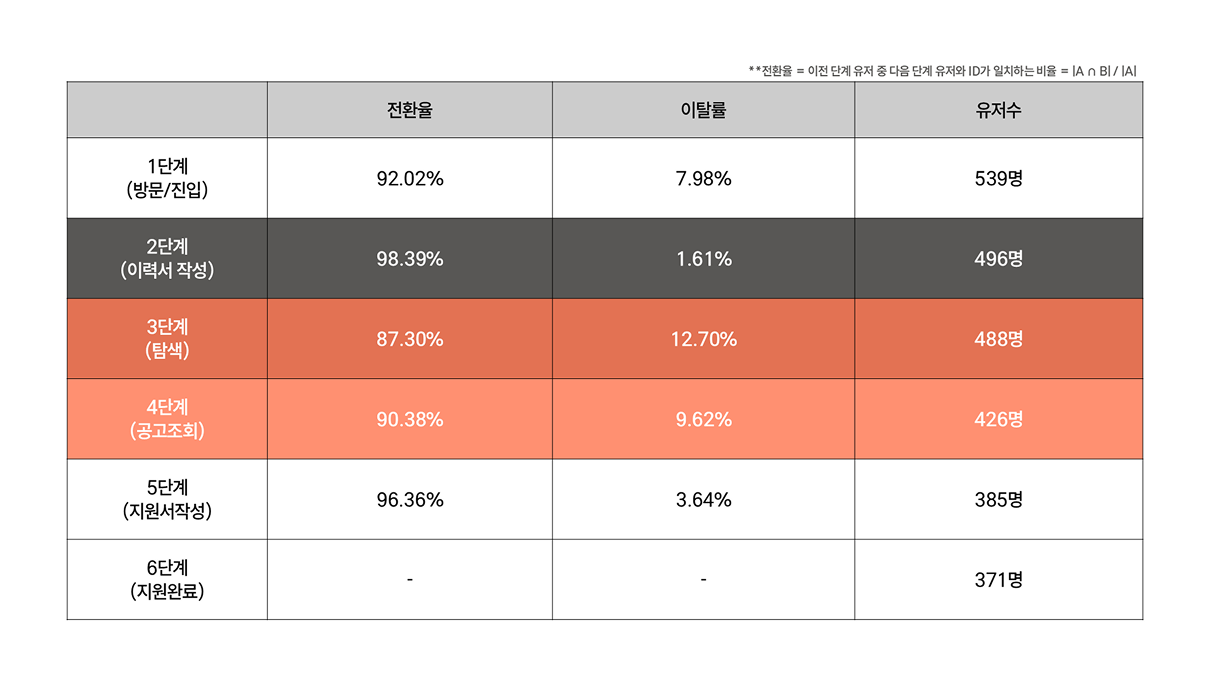 **전환율 = 이전 단계 유저 중 다음 단계 유저와 ID가 일치하는 비율 = |A ∩ B| / |A|
전환율 이탈률 유저수
1단계
(방문/진입)
92.02% 7.98% 539명
2단계
(이력서 작성)
98.39% 1.61% 496명
3단계
(탐색)
87.30% 12.70% 488명
4단계
(공고조회)
90.38% 9.62% 426명
5단계
(지원서작성)
96.36% 3.64% 385명
6단계
(지원완료)
- - 371명